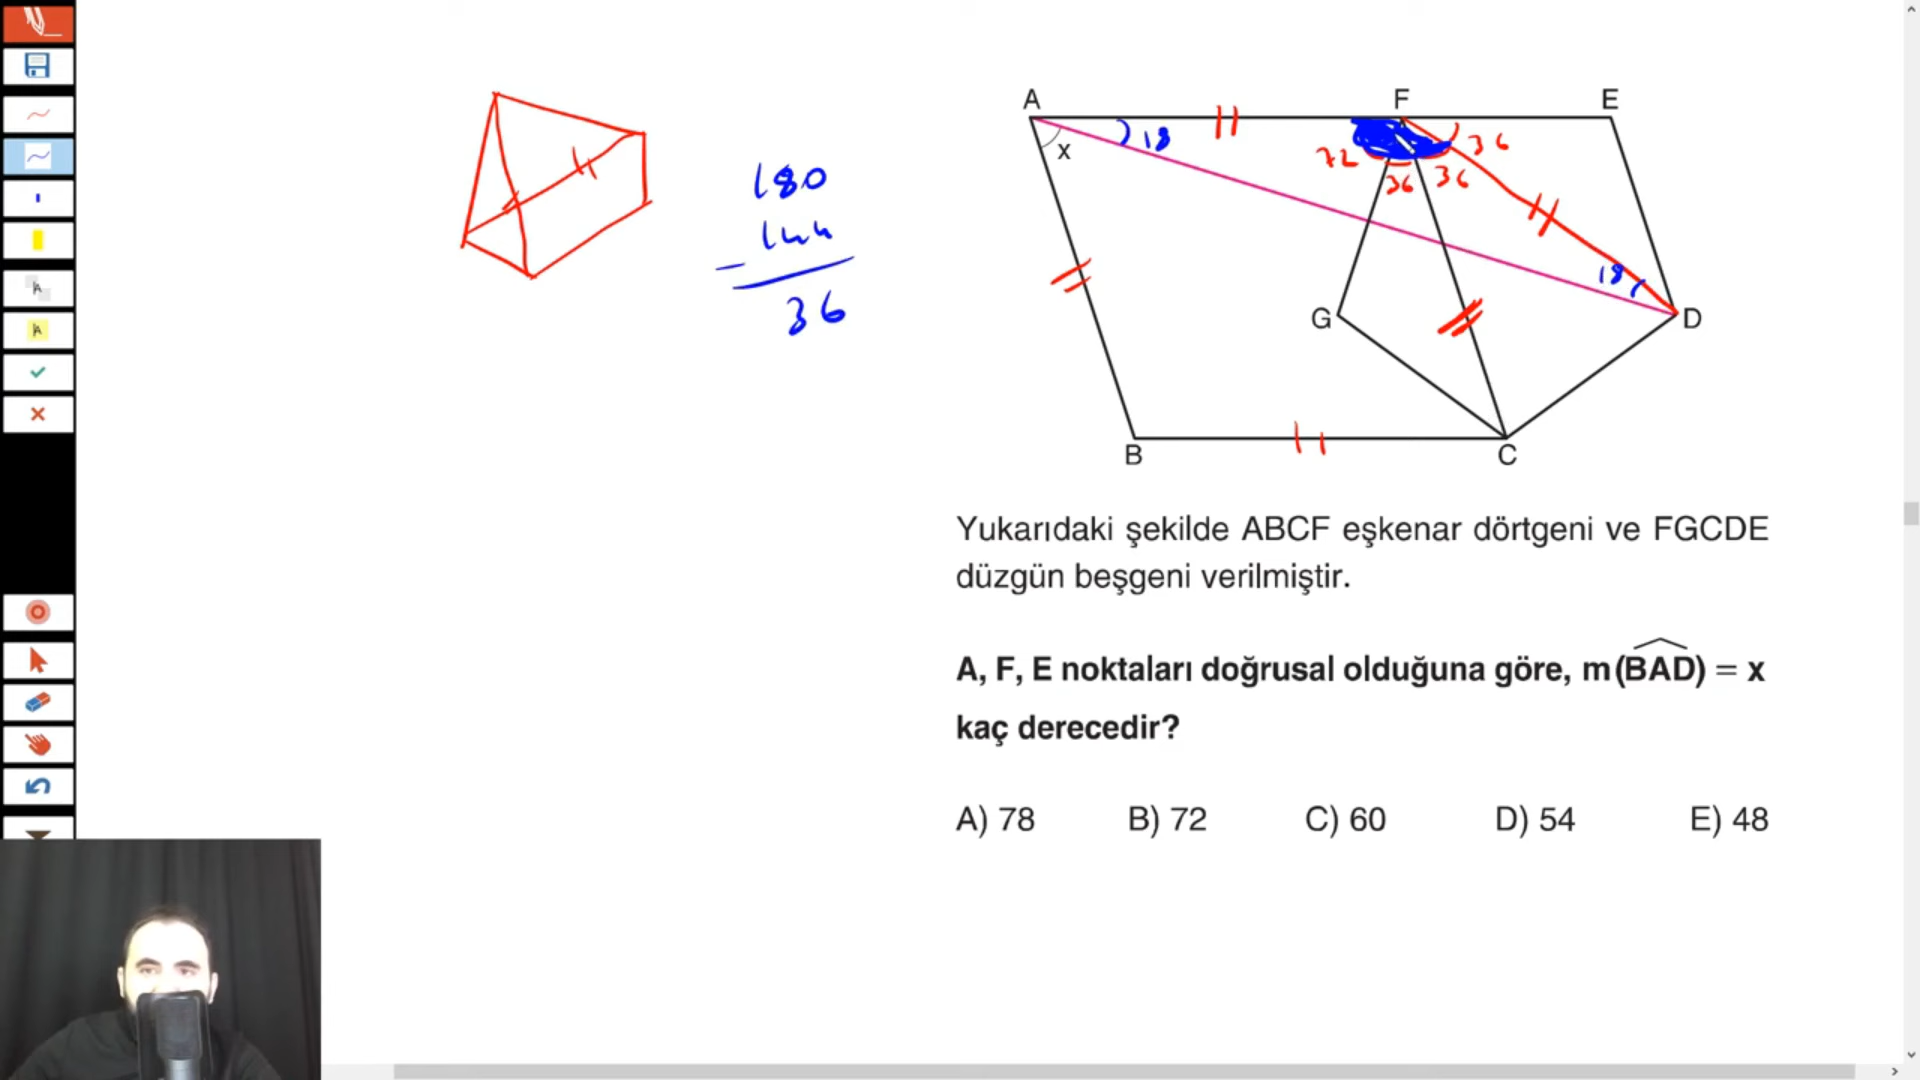 A
F
E
x
18
72
36
36
36
18
180
144
36
G
D
B
C
Yukarıdaki şekilde ABCF eşkenar dörtgeni ve FGCDE
düzgün beşgeni verilmiştir.
A, F, E noktaları doğrusal olduğuna göre, m(BAD) = x
kaç derecedir?
A) 78 B) 72 C) 60 D) 54 E) 48